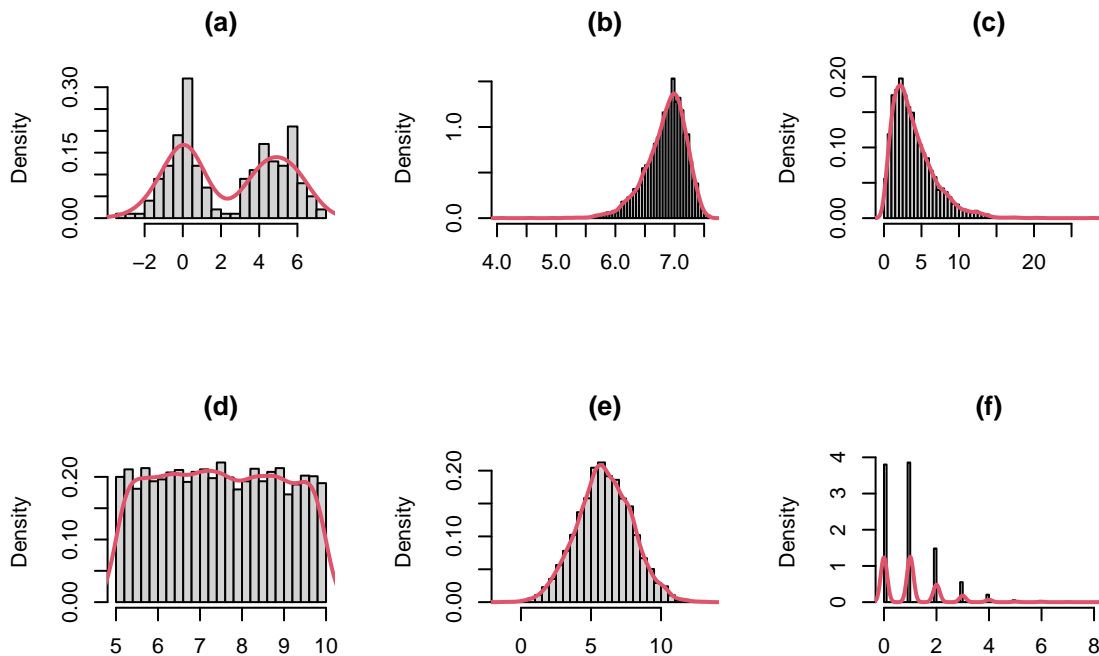 (a)
Density
0.00 0.15 0.30
−2 0 2 4 6
(b)
Density
0.0 1.0
4.0 5.0 6.0 7.0
(c)
Density
0.00 0.10 0.20
0 5 10 20
(d)
Density
0.00 0.10 0.20
5 6 7 8 9 10
(e)
Density
0.00 0.10 0.20
0 5 10
(f)
Density
0 1 2 3 4
0 2 4 6 8